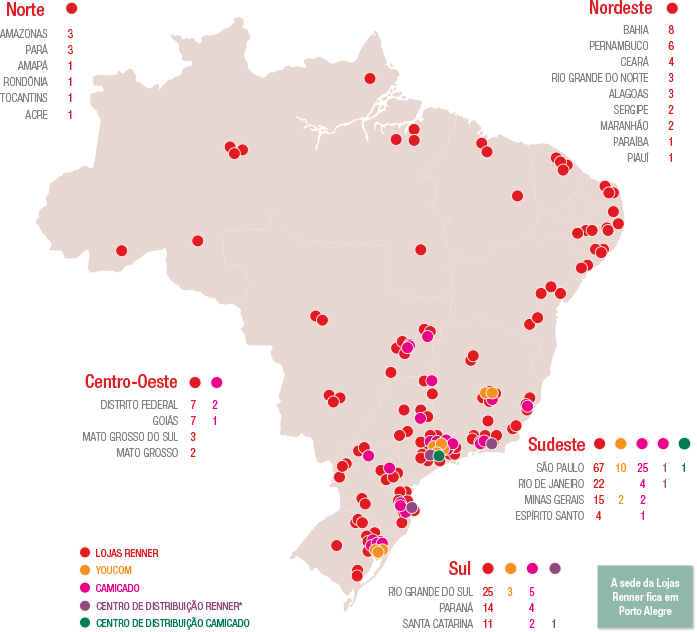 Norte
AMAZONAS 3
PARÁ 3
AMAPÁ 1
RONDÔNIA 1
TOCANTINS 1
ACRE 1
Nordeste
BAHIA 8
PERNAMBUCO 6
CEARÁ 4
RIO GRANDE DO NORTE 3
ALAGOAS 3
SERGIPE 2
MARANHÃO 2
PARAÍBA 1
PIAUÍ 1
Centro-Oeste
DISTRITO FEDERAL 7 2
GOIÁS 7 1
MATO GROSSO DO SUL 3
MATO GROSSO 2
Sudeste
SÃO PAULO 67 10 25 1 1
RIO DE JANEIRO 22 4 1
MINAS GERAIS 15 2 2
ESPÍRITO SANTO 4 1
LOJAS RENNER
YOUCOM
CAMICADO
CENTRO DE DISTRIBUIÇÃO RENNER*
CENTRO DE DISTRIBUIÇÃO CAMICADO
Sul
RIO GRANDE DO SUL 25 3 5
PARANÁ 14 4
SANTA CATARINA 11 2 1
A sede da Lojas
Renner fica em
Porto Alegre